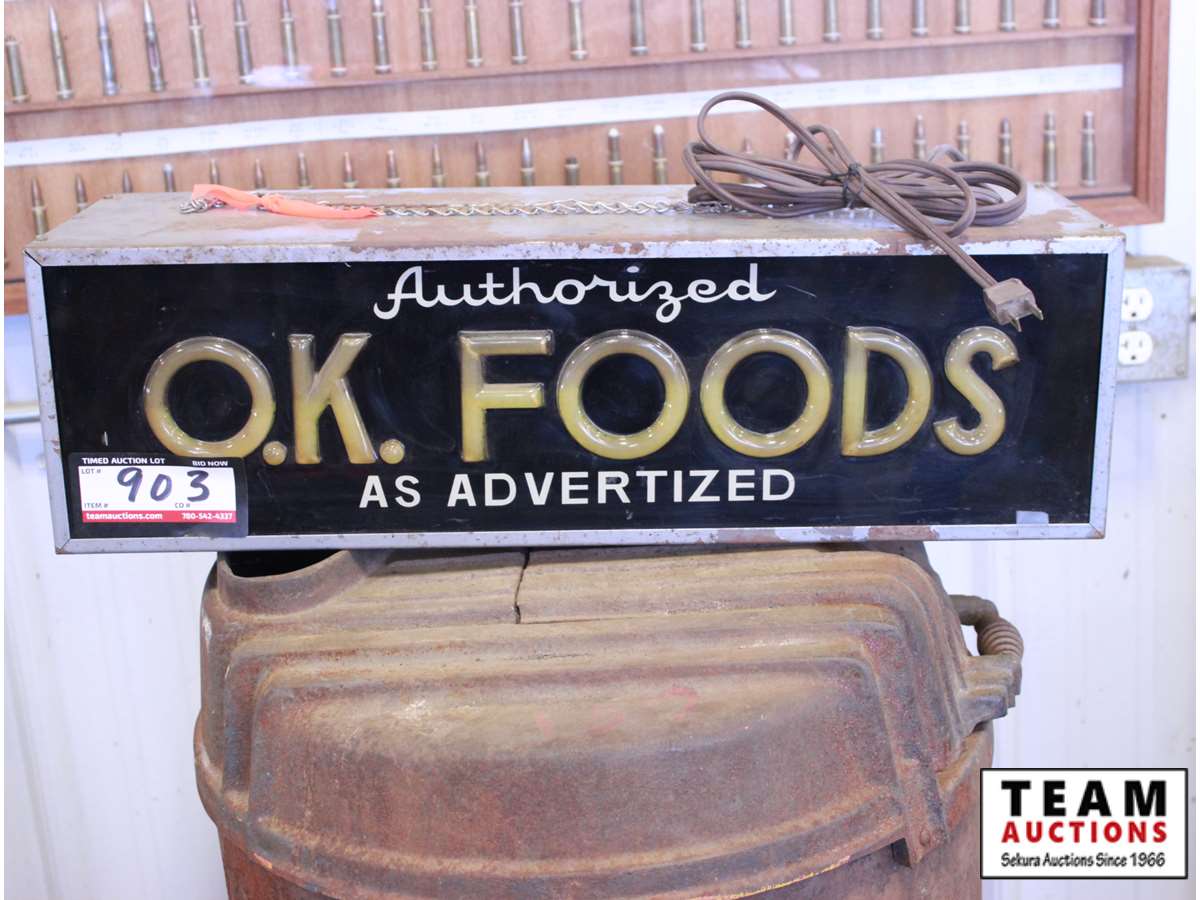 Authorized
O.K. FOODS
AS ADVERTIZED
TIMED AUCTION LOT BID NOW
LOT # 903
ITEM # CO #
teamauctions.com 780-542-4337
TEAM
AUCTIONS
Sekura Auctions Since 1966